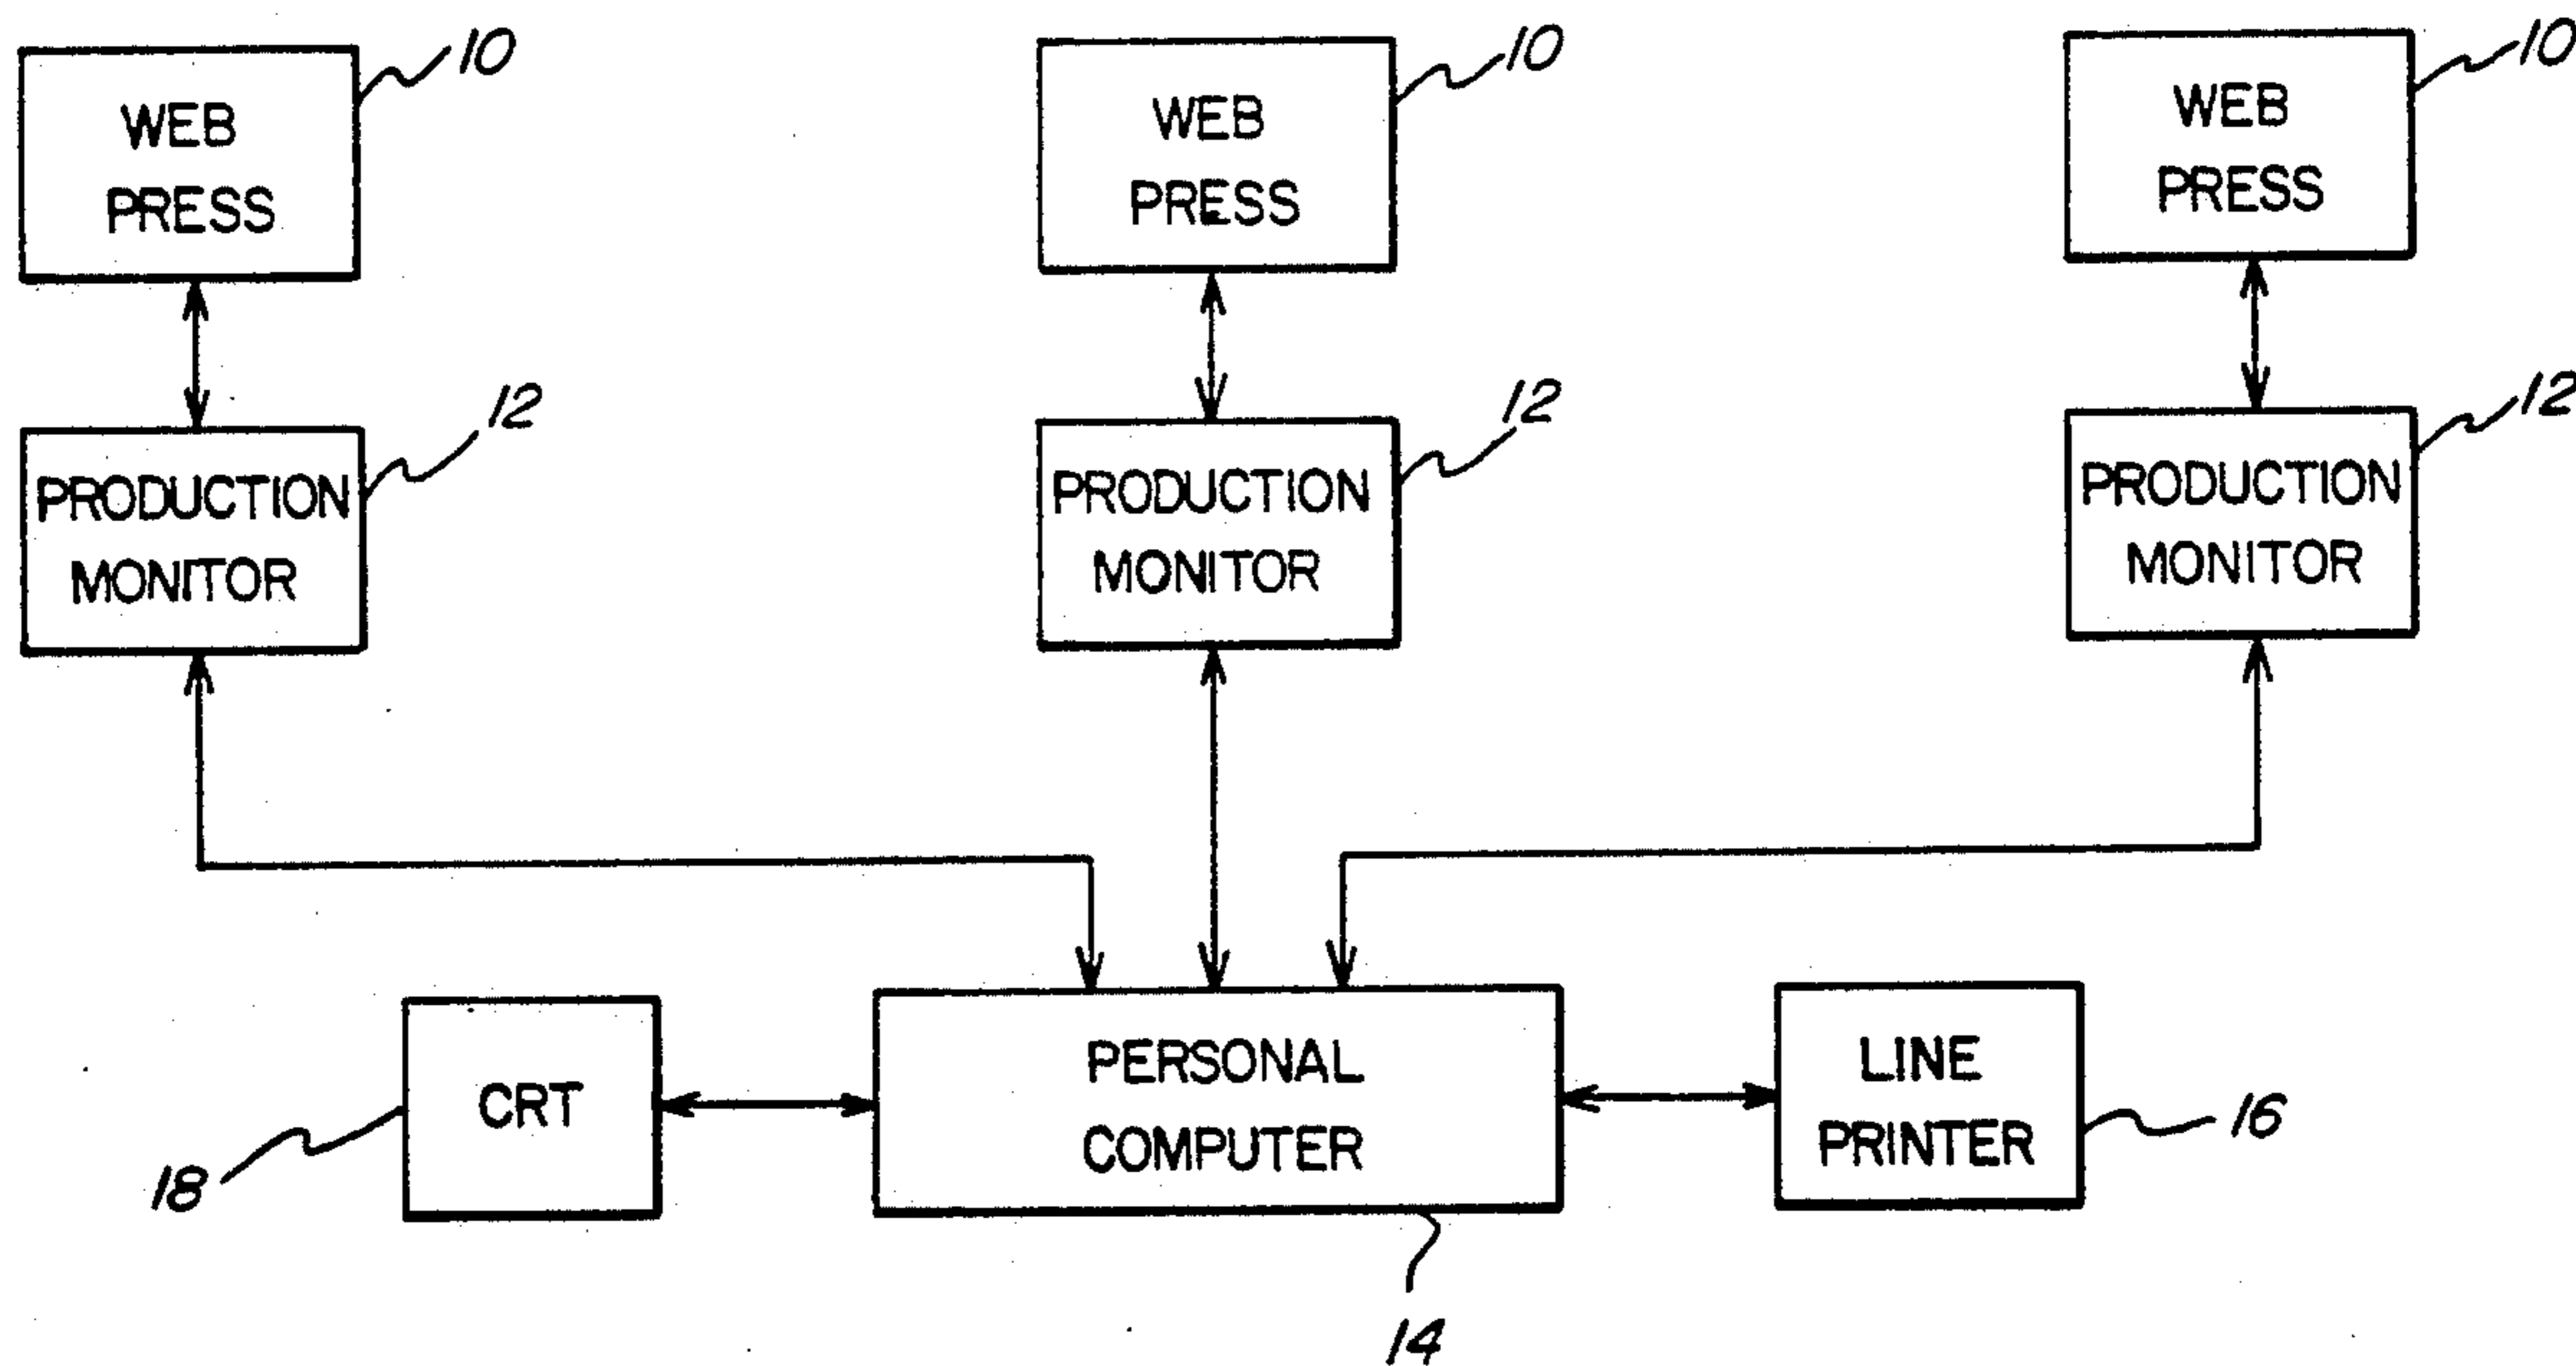 10
WEB
PRESS
10
WEB
PRESS
10
WEB
PRESS
12
PRODUCTION
MONITOR
12
PRODUCTION
MONITOR
12
PRODUCTION
MONITOR
18
CRT
PERSONAL
COMPUTER
14
LINE
PRINTER
16